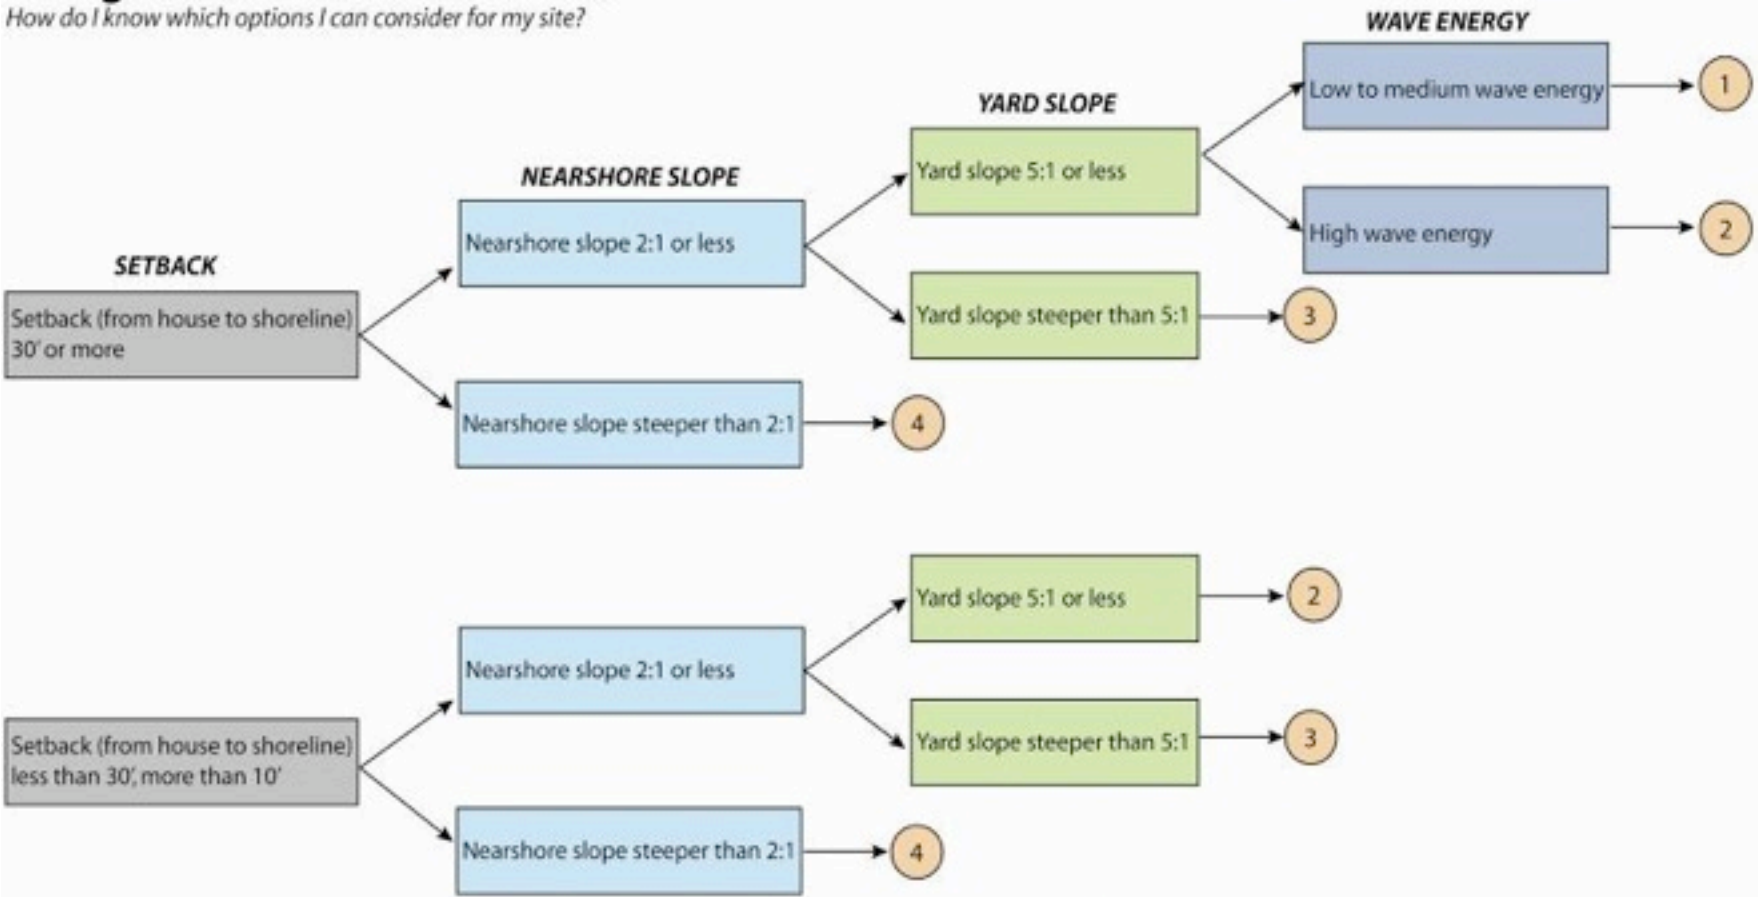 How do I know which options I can consider for my site?
WAVE ENERGY
Low to medium wave energy
1
YARD SLOPE
Yard slope 5:1 or less
NEARSHORE SLOPE
Nearshore slope 2:1 or less
High wave energy
2
SETBACK
Setback (from house to shoreline)
30' or more
Yard slope steeper than 5:1
3
Nearshore slope steeper than 2:1
4
Yard slope 5:1 or less
2
Nearshore slope 2:1 or less
Setback (from house to shoreline)
less than 30', more than 10'
Yard slope steeper than 5:1
3
Nearshore slope steeper than 2:1
4